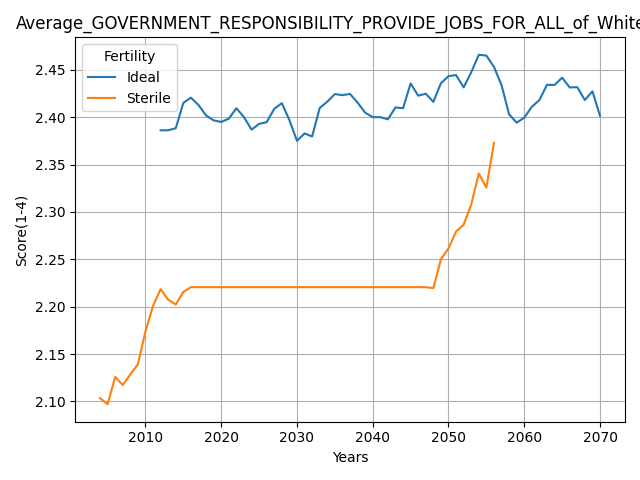 Average_GOVERNMENT_RESPONSIBILITY_PROVIDE_JOBS_FOR_ALL_of_White
Fertility
Ideal
Sterile
Score(1-4)
2.45
2.40
2.35
2.30
2.25
2.20
2.15
2.10
2010 2020 2030 2040 2050 2060 2070
Years